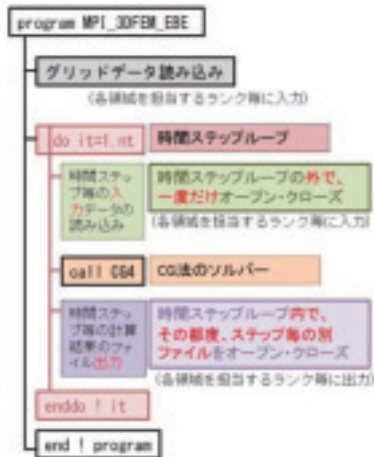 program MPI_3DFEM_EBE
グリッドデータ読み込み
(各領域を担当するランク毎に入力)
do it=1,nt
時間ステップループ
時間ステッ
プ毎の入
力データの
読み込み
時間ステップループの外で、
一度だけオープン・クローズ
(各領域を担当するランク毎に入力)
call CG4
CG法のソルバー
時間ステッ
プ毎の計算
結果のファ
イル出力
時間ステップループ内で、
その都度、ステップ毎の別
ファイルをオープン・クローズ
(各領域を担当するランク毎に出力)
enddo ! it
end ! program